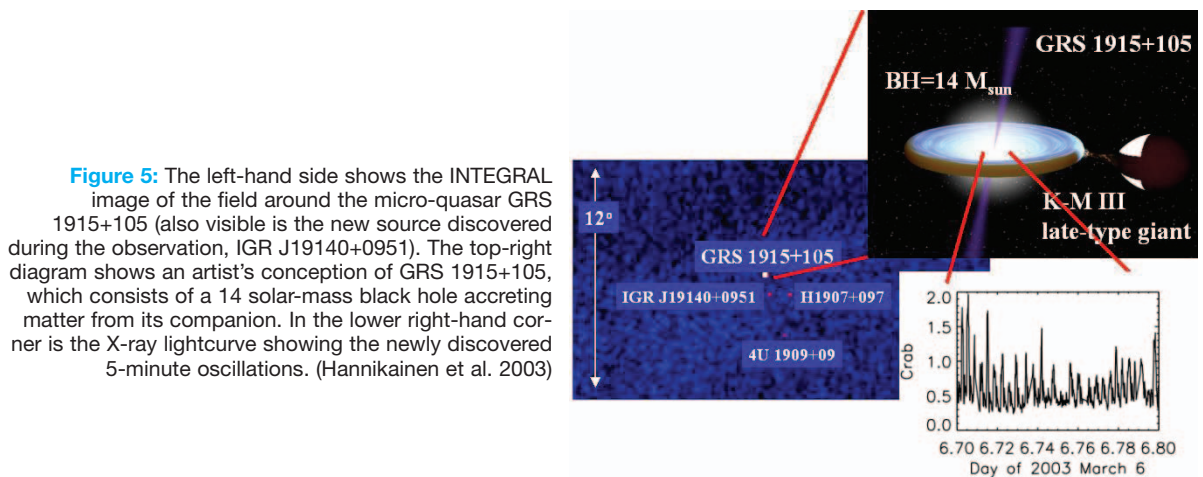 Figure 5: The left-hand side shows the INTEGRAL
image of the field around the micro-quasar GRS
1915+105 (also visible is the new source discovered
during the observation, IGR J19140+0951). The top-right
diagram shows an artist's conception of GRS 1915+105,
which consists of a 14 solar-mass black hole accreting
matter from its companion. In the lower right-hand cor-
ner is the X-ray lightcurve showing the newly discovered
5-minute oscillations. (Hannikainen et al. 2003)
GRS 1915+105
BH=14 Msun
K-M III
late-type giant
12°
GRS 1915+105
IGR J19140+0951
H1907+097
4U 1909+09
2.0
1.5
1.0
0.5
0.0
Crab
6.70 6.72 6.74 6.76 6.78 6.80
Day of 2003 March 6